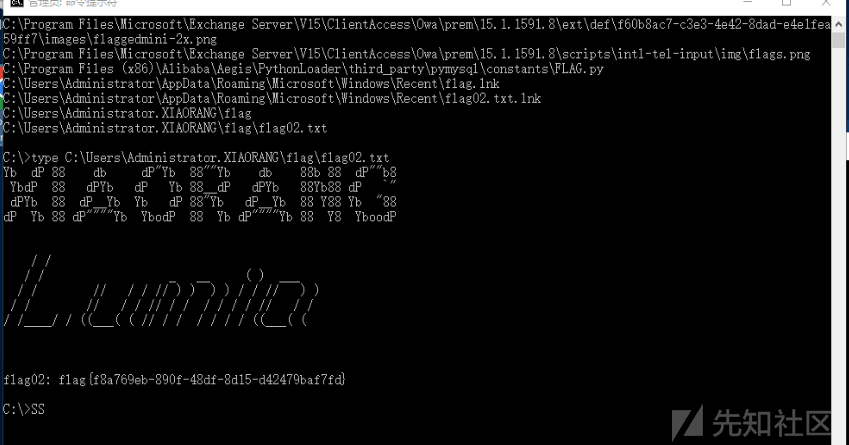 管理员: 命令提示符
C:\Program Files\Microsoft\Exchange Server\V15\ClientAccess\Owa\prem\15.1.1591.8\ext\def\f60b8ac7-c3e3-4e42-8dad-e4e1fea
59ff7\images\flaggedmini-2x.png
C:\Program Files\Microsoft\Exchange Server\V15\ClientAccess\Owa\prem\15.1.1591.8\scripts\intl-tel-input\img\flags.png
C:\Program Files (x86)\Alibaba\Aegis\PythonLoader\third_party\pymysql\constants\FLAG.py
C:\Users\Administrator\AppData\Roaming\Microsoft\Windows\Recent\flag.lnk
C:\Users\Administrator\AppData\Roaming\Microsoft\Windows\Recent\flag02.txt.lnk
C:\Users\Administrator.XIAORANG\flag
C:\Users\Administrator.XIAORANG\flag\flag02.txt
C:\>type C:\Users\Administrator.XIAORANG\flag\flag02.txt
XIAORANG
Lumia
flag02: flag{f8a769eb-890f-48df-8d15-d42479baf7fd}
C:\>SS
先知社区